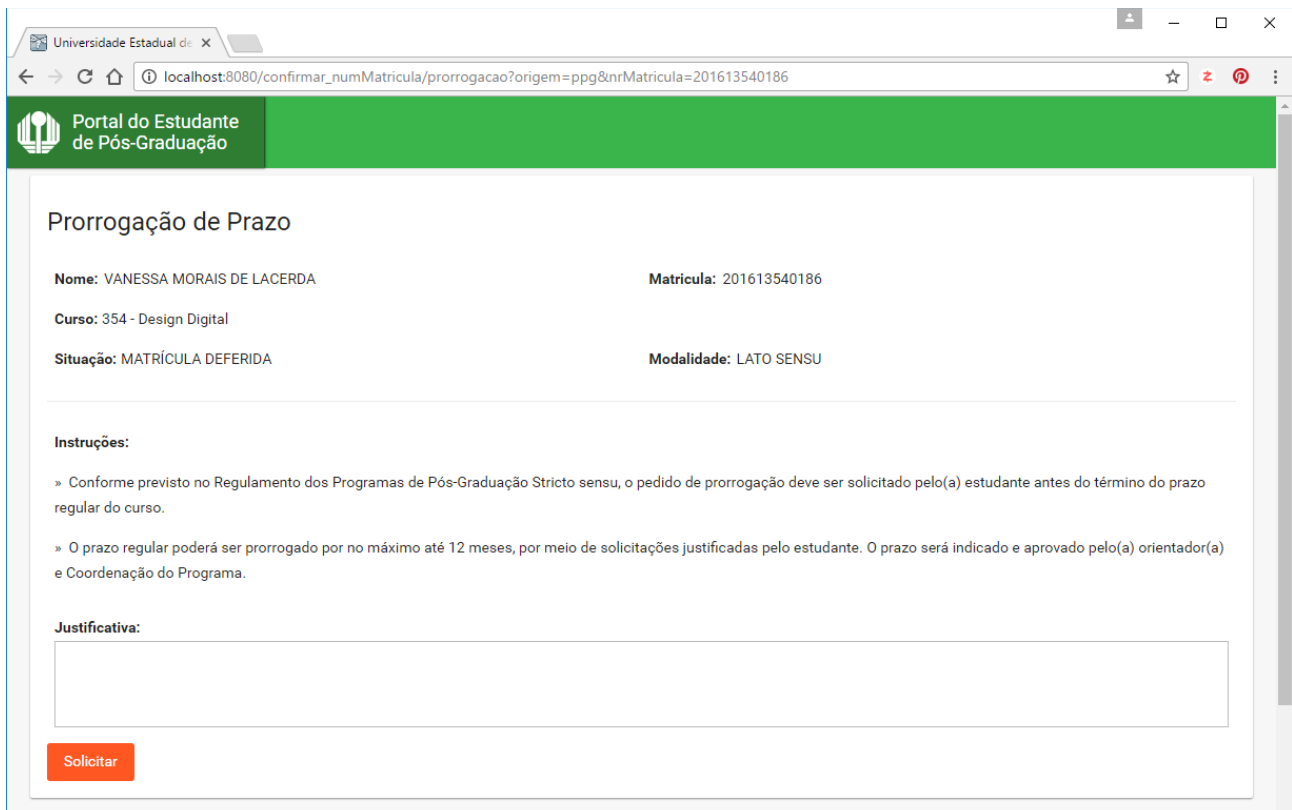 Universidade Estadual de
localhost:8080/confirmar_numMatricula/prorrogacao?origem=ppg&nrMatricula=201613540186
Portal do Estudante
de Pós-Graduação
Prorrogação de Prazo
Nome: VANESSA MORAIS DE LACERDA Matricula: 201613540186
Curso: 354 - Design Digital
Situação: MATRÍCULA DEFERIDA Modalidade: LATO SENSU
Instruções:
» Conforme previsto no Regulamento dos Programas de Pós-Graduação Stricto sensu, o pedido de prorrogação deve ser solicitado pelo(a) estudante antes do término do prazo
regular do curso.
» O prazo regular poderá ser prorrogado por no máximo até 12 meses, por meio de solicitações justificadas pelo estudante. O prazo será indicado e aprovado pelo(a) orientador(a)
e Coordenação do Programa.
Justificativa:
Solicitar